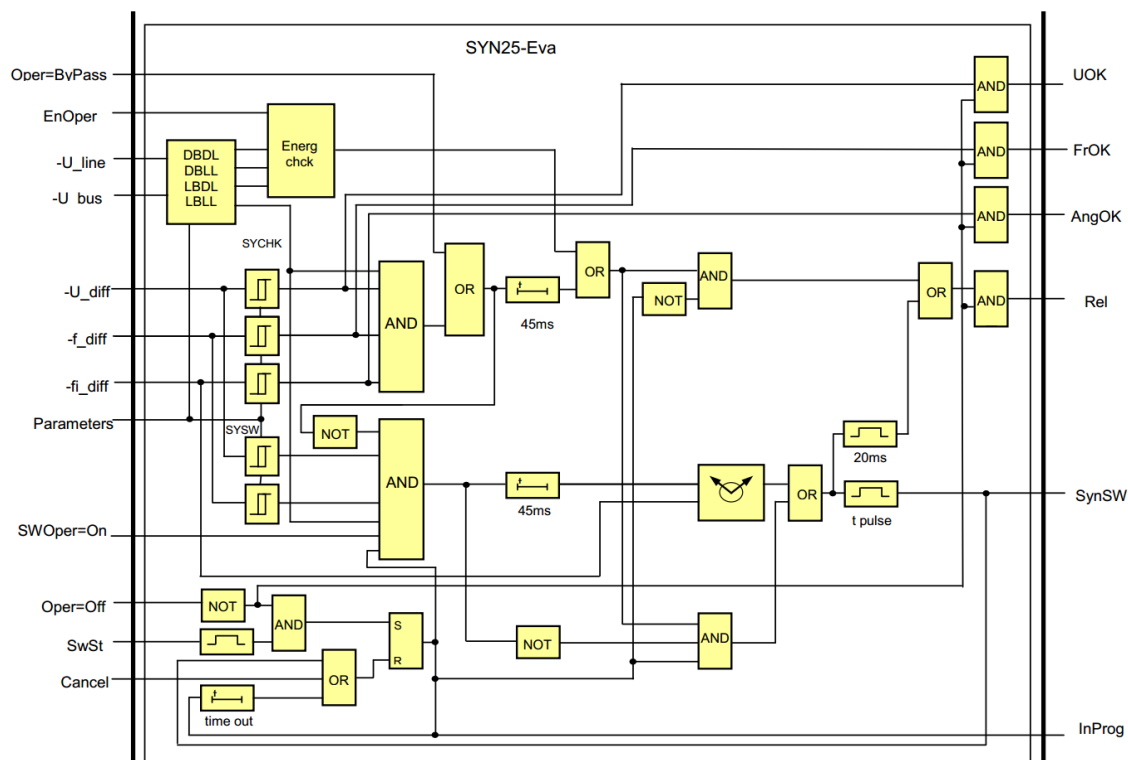 SYN25-Eva
Oper=ByPass
EnOper
-U_line
-U bus
DBDL
DBLL
LBDL
LBLL
Energ
chck
AND
UOK
AND
FrOK
AND
AngOK
SYCHK
-U_diff
-f_diff
-fi_diff
AND
OR
t
45ms
OR
NOT
AND
OR
AND
Rel
Parameters
SYSW
NOT
AND
t
45ms
OR
20ms
t pulse
SynSW
SWOper=On
Oper=Off
NOT
SwSt
AND
S
R
NOT
AND
Cancel
OR
t
time out
InProg